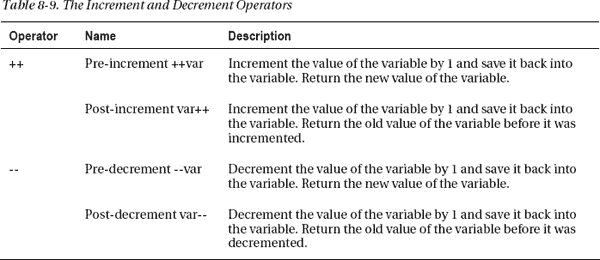 Table 8-9. The Increment and Decrement Operators
Operator Name Description
++ Pre-increment ++var Increment the value of the variable by 1 and save it back into
the variable. Return the new value of the variable.
Post-increment var++ Increment the value of the variable by 1 and save it back into
the variable. Return the old value of the variable before it was
incremented.
-- Pre-decrement --var Decrement the value of the variable by 1 and save it back into
the variable. Return the new value of the variable.
Post-decrement var-- Decrement the value of the variable by 1 and save it back into
the variable. Return the old value of the variable before it was
decremented.